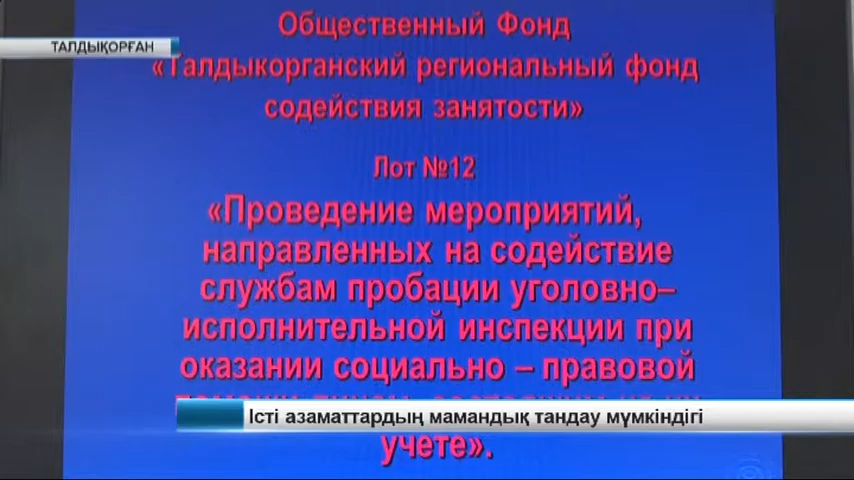 Общественный Фонд
ТАЛДЫҚОРҒАН
«Талдыкорганский региональный фонд
содействия занятости»
Лот №12
«Проведение мероприятий,
направленных на содействие
службам пробации уголовно–
исполнительной инспекции при
оказании социально – правовой
Істі азаматтардың мамандық таңдау мүмкіндігі
учете».